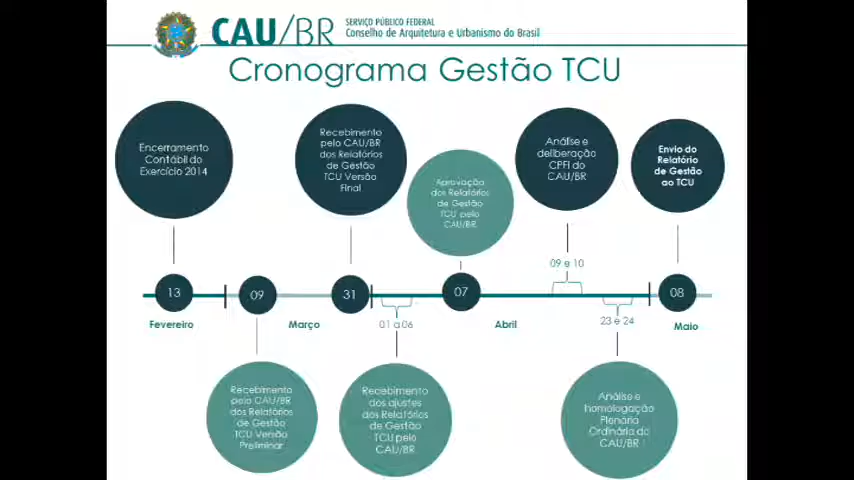 CAU/BR
SERVIÇO PÚBLICO FEDERAL
Conselho de Arquitetura e Urbanismo do Brasil
Cronograma Gestão TCU
Encerramento
Contábil do
Exercício 2014
Recebimento
pelo CAU/BR
dos Relatórios
de Gestão
TCU Versão
Final
Aprovação
dos Relatórios
de Gestão
TCU pelo
CAU/BR
Análise e
deliberação
CPFI do
CAU/BR
Envio do
Relatório
de Gestão
ao TCU
09 e 10
13
09
31
07
08
Fevereiro
Março
01 a 06
Abril
23 e 24
Maio
Recebimento
pelo CAU/BR
dos Relatórios
de Gestão
TCU Versão
Preliminar
Recebimento
dos ajustes
dos Relatórios
de Gestão
TCU pelo
CAU/BR
Análise e
homologação
Plenária
Ordinária do
CAU/BR